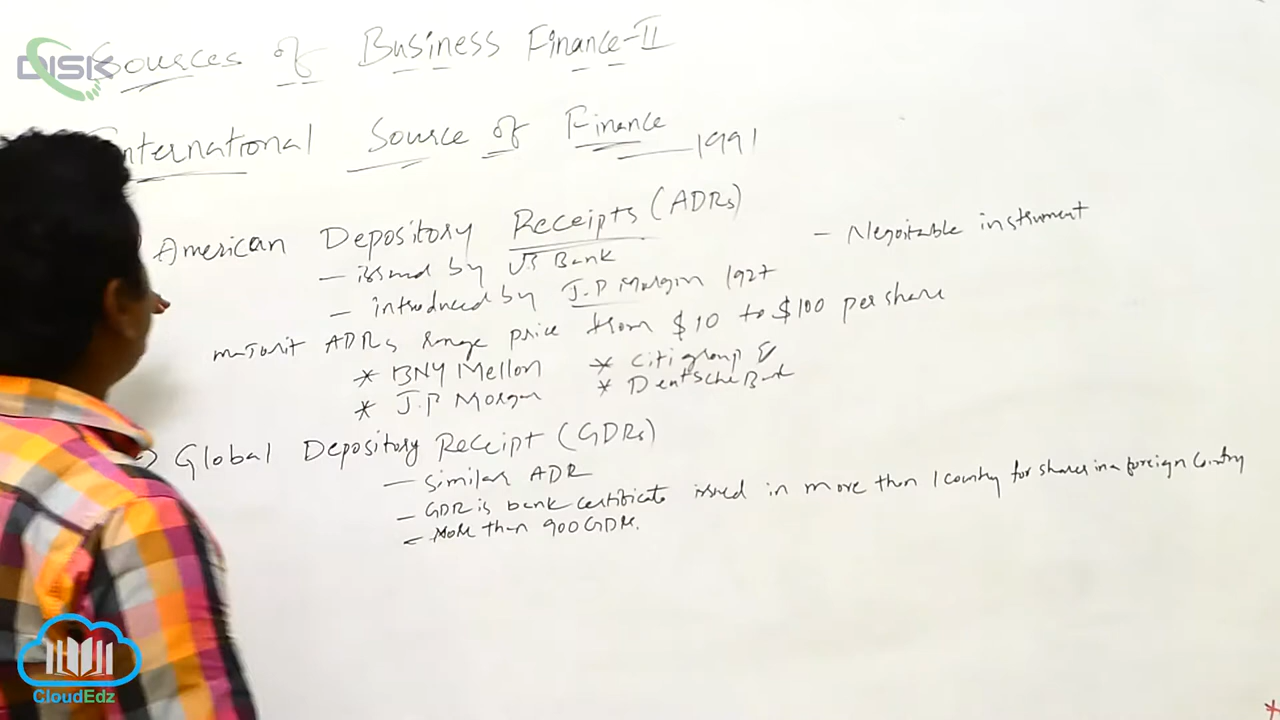 Sources of Business Finance-II
DISK
International Source of Finance
1991
American Depository Receipts (ADRs)
- issued by US Bank
- Negoitable instrument
- introduced by J.P Morgan 1927
ADRs range price from $10 to $100 per share
* BNY Mellon * Citigroup &
* J.P Morgan * Deutsche Bank
Global Depository Receipt (GDRs)
- Similar ADR
- GDR is bank certificate issued in more than 1 country for shares in a foreign country
- More than 900 GDR.
CloudEdz